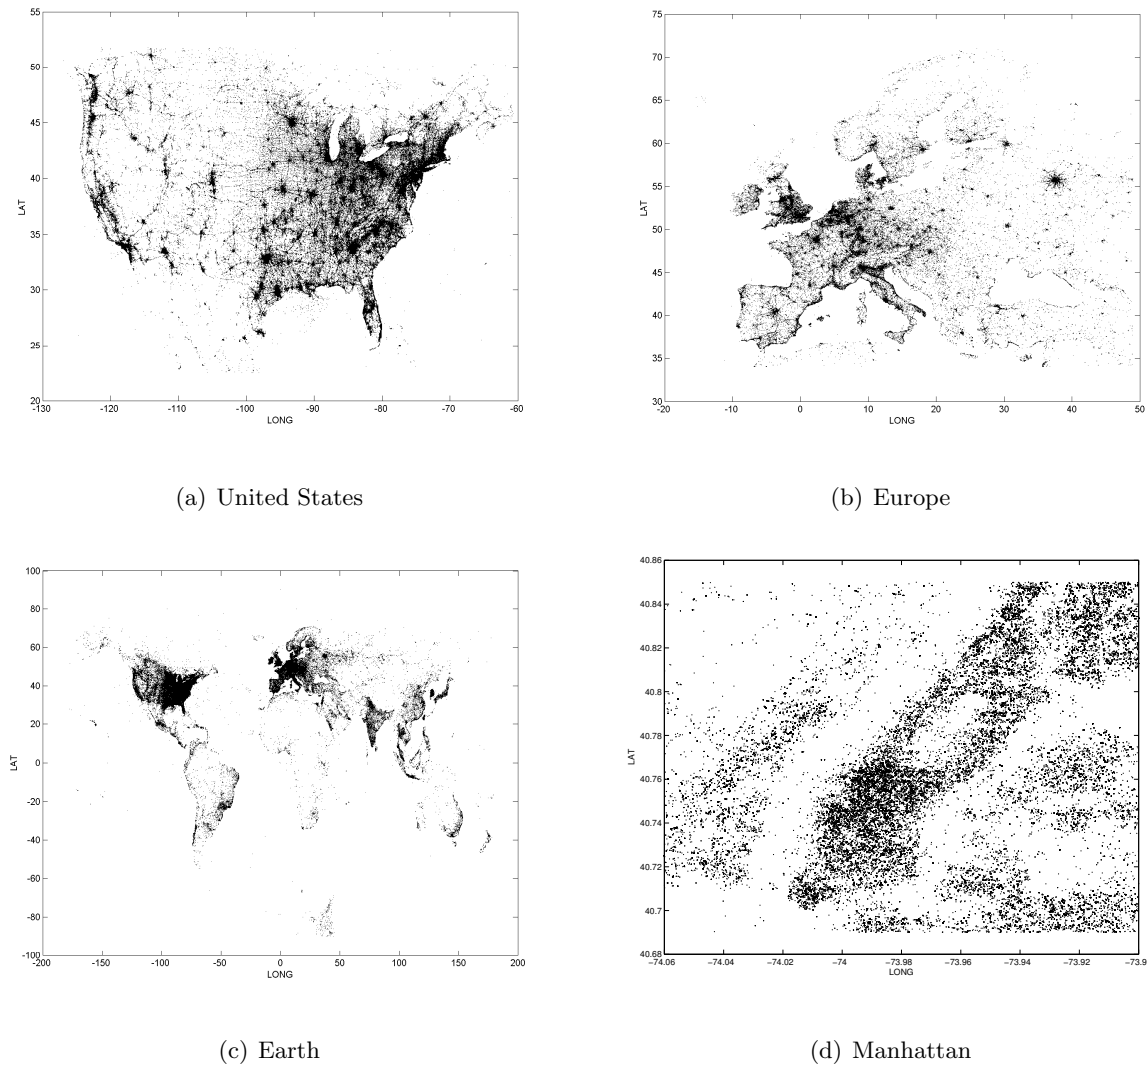 55
50
45
40
35
30
25
20
LAT
-130 -120 -110 -100 -90 -80 -70 -60
LONG
(a) United States
75
70
65
60
55
50
45
40
35
30
LAT
-20 -10 0 10 20 30 40 50
LONG
(b) Europe
100
80
60
40
20
0
-20
-40
-60
-80
-100
LAT
-200 -150 -100 -50 0 50 100 150 200
LONG
(c) Earth
40.86
40.84
40.82
40.8
40.78
40.76
40.74
40.72
40.7
40.68
LAT
−74.06 −74.04 −74.02 −74 −73.98 −73.96 −73.94 −73.92 −73.9
LONG
(d) Manhattan